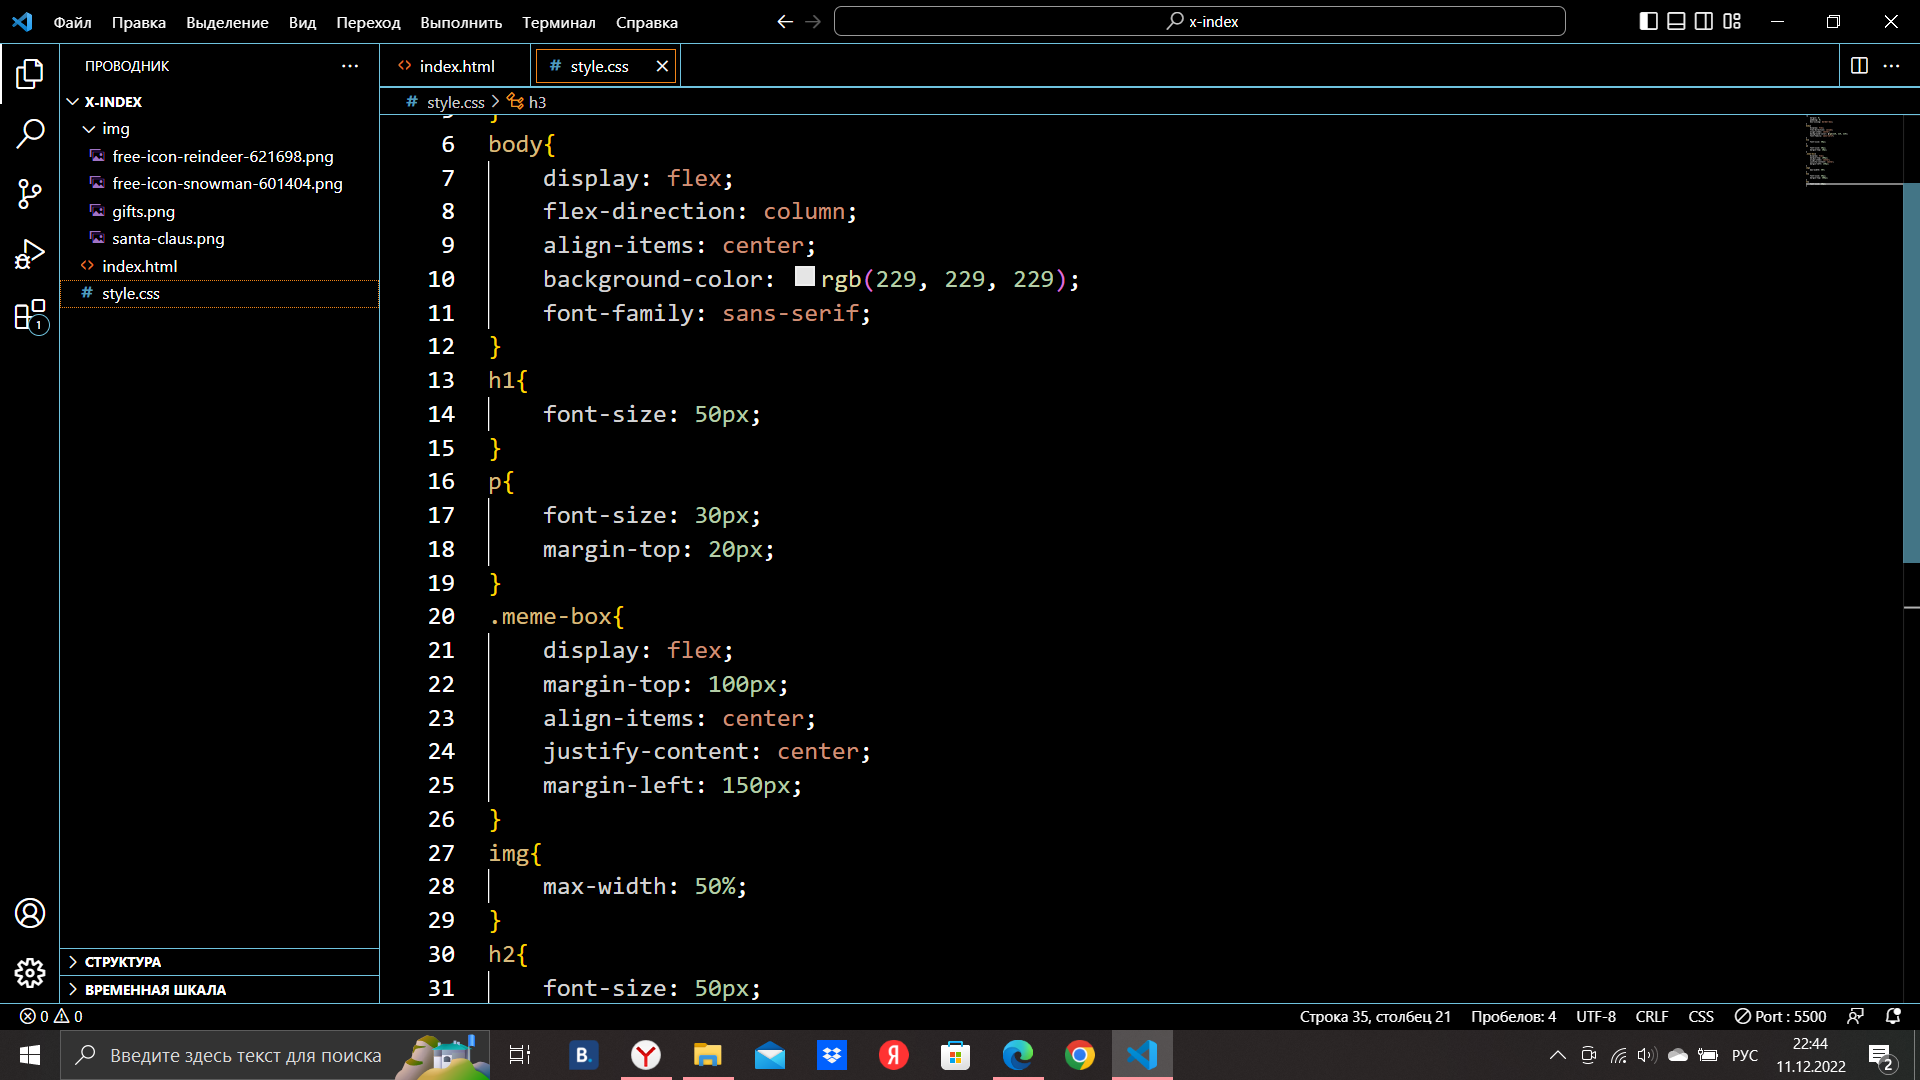 Файл Правка Выделение Вид Переход Выполнить Терминал Справка x-index
ПРОВОДНИК
X-INDEX
img
free-icon-reindeer-621698.png
free-icon-snowman-601404.png
gifts.png
santa-claus.png
index.html
style.css
1
СТРУКТУРА
ВРЕМЕННАЯ ШКАЛА
index.html # style.css
# style.css > h3
6 body{
7 display: flex;
8 flex-direction: column;
9 align-items: center;
10 background-color: rgb(229, 229, 229);
11 font-family: sans-serif;
12 }
13 h1{
14 font-size: 50px;
15 }
16 p{
17 font-size: 30px;
18 margin-top: 20px;
19 }
20 .meme-box{
21 display: flex;
22 margin-top: 100px;
23 align-items: center;
24 justify-content: center;
25 margin-left: 150px;
26 }
27 img{
28 max-width: 50%;
29 }
30 h2{
31 font-size: 50px;
0 0 Строка 35, столбец 21 Пробелов: 4 UTF-8 CRLF CSS Port : 5500
Введите здесь текст для поиска B. Я РУС 22:44
11.12.2022 2